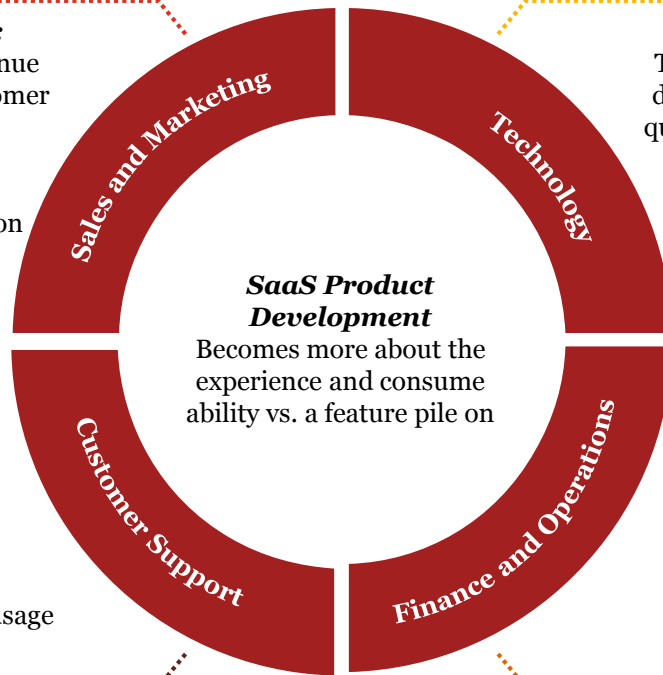 nue
omer
on
T
d
qu
Sales and Marketing
Technology
SaaS Product
Development
Becomes more about the
experience and consume
ability vs. a feature pile on
Customer Support
Finance and Operations
sage